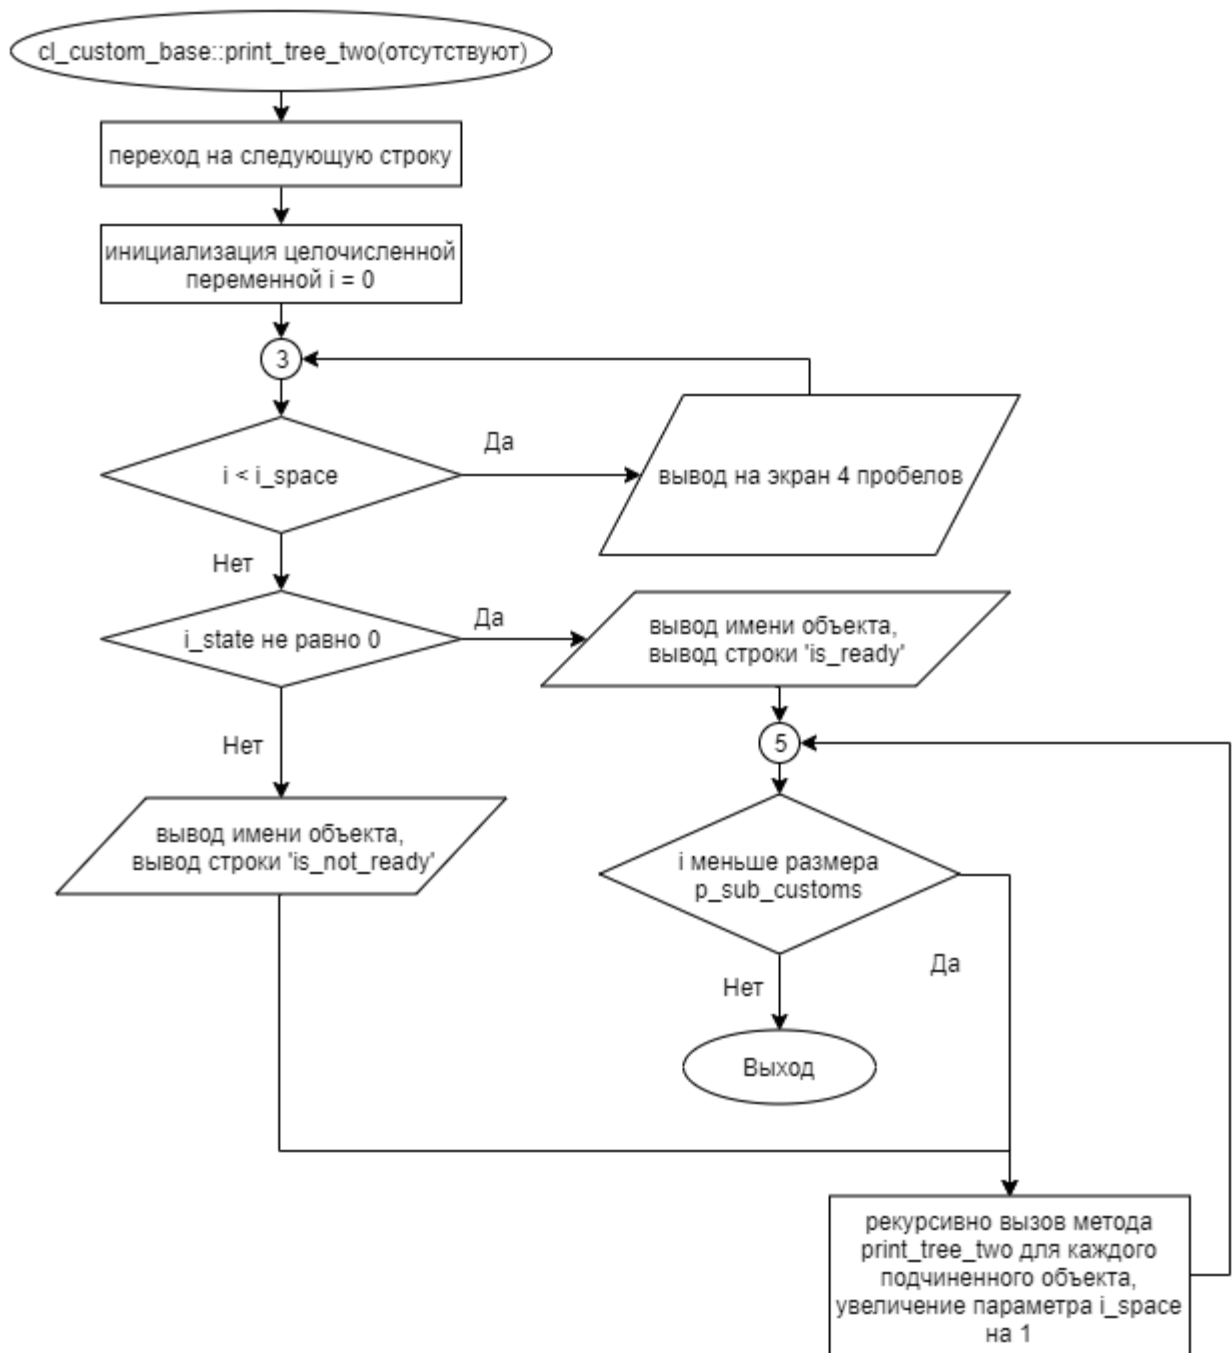 cl_custom_base::print_tree_two(отсутствуют)
переход на следующую строку
инициализация целочисленной
переменной i = 0
3
Да
i < i_space
вывод на экран 4 пробелов
Нет
Да
i_state не равно 0
вывод имени объекта,
вывод строки 'is_ready'
Нет
5
вывод имени объекта,
вывод строки 'is_not_ready'
i меньше размера
p_sub_customs
Да
Нет
Выход
рекурсивно вызов метода
print_tree_two для каждого
подчиненного объекта,
увеличение параметра i_space
на 1